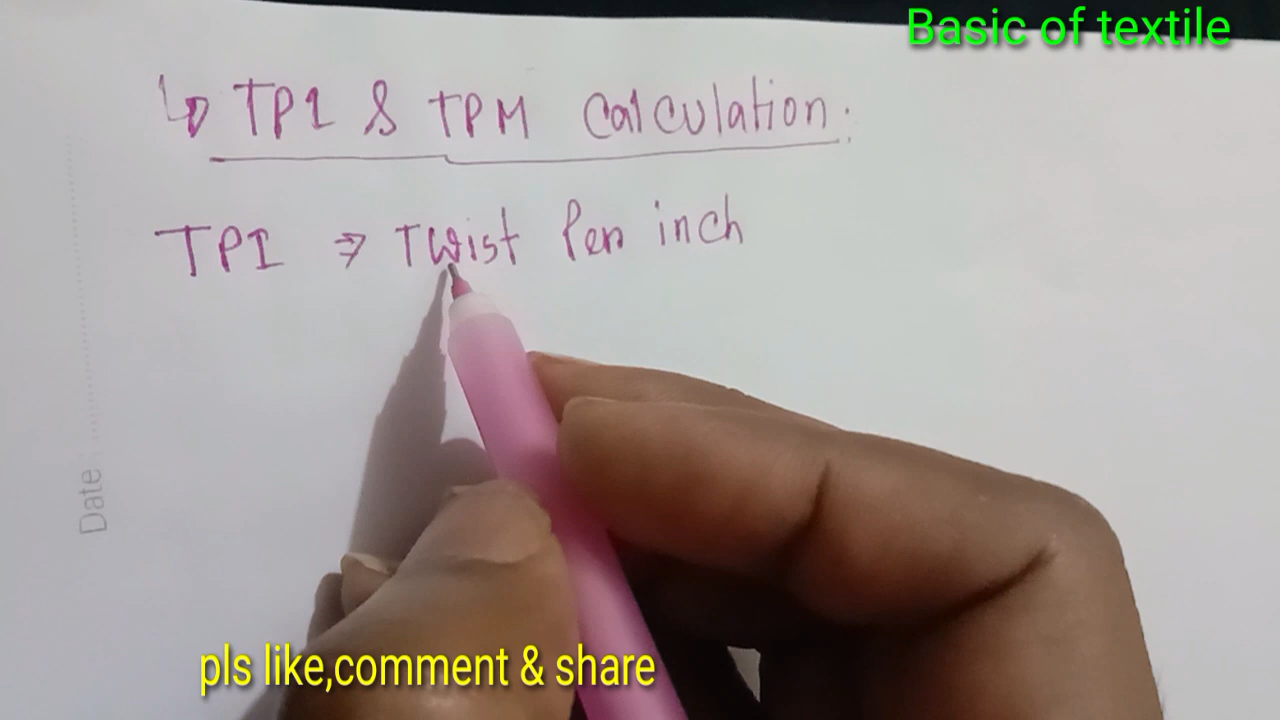 Basic of textile
↳ TPI & TPM Calculation.
TPI ⇒ Twist Per inch
Date
pls like,comment & share